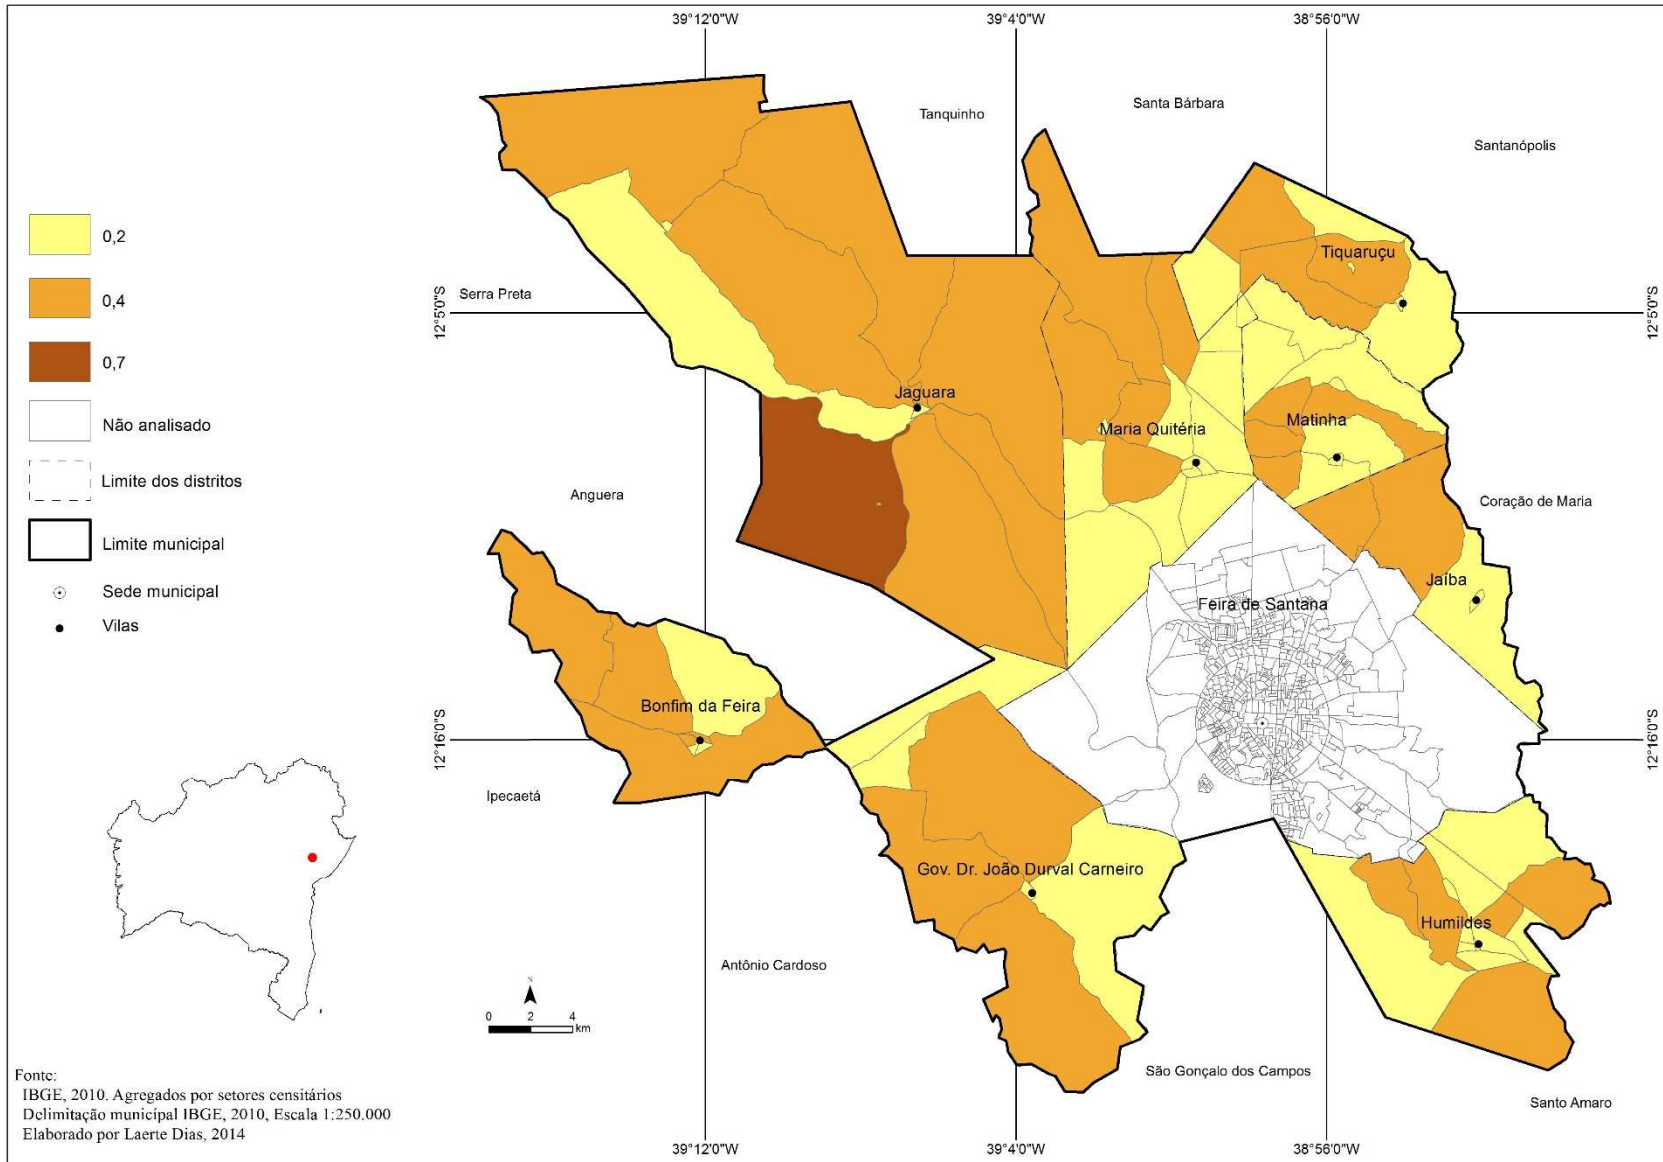 39°12'0"W
39°4'0"W
38°56'0"W
Tanquinho
Santa Bárbara
Santanópolis
0,2
0,4
0,7
Não analisado
Limite dos distritos
Limite municipal
Sede municipal
Vilas
Serra Preta
12°5'0"S
12°5'0"S
Tiquaruçu
Jaguara
Maria Quitéria
Matinha
Anguera
Coração de Maria
Jaíba
Feira de Santana
Bonfim da Feira
12°16'0"S
12°16'0"S
Ipecaetá
Gov. Dr. João Durval Carneiro
Humildes
Antônio Cardoso
N
0 2 4
km
São Gonçalo dos Campos
Santo Amaro
Fonte:
IBGE, 2010. Agregados por setores censitários
Delimitação municípal IBGE, 2010, Escala 1:250.000
Elaborado por Laerte Dias, 2014
39°12'0"W
39°4'0"W
38°56'0"W